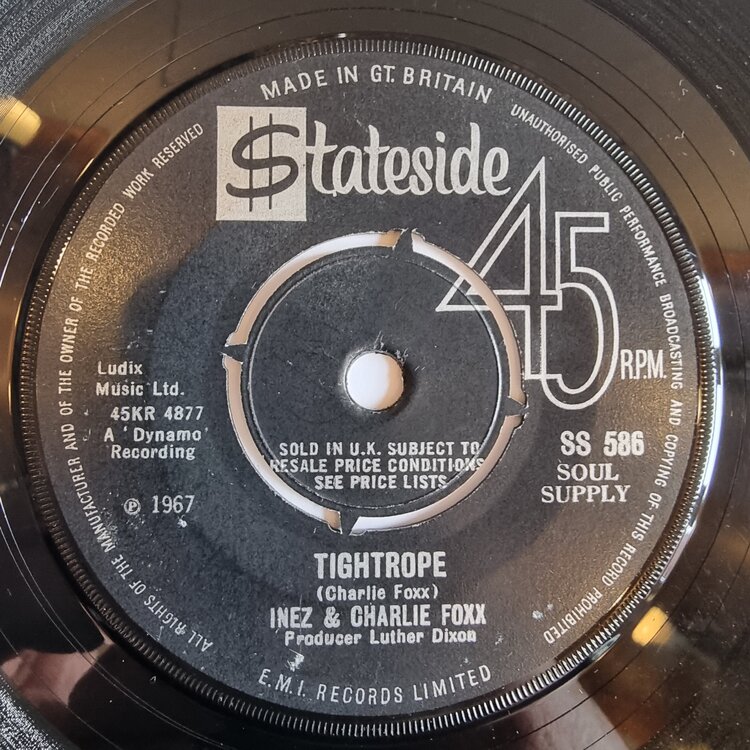 MADE IN GT. BRITAIN
UNAUTHORISED PUBLIC PERFORMANCE BROADCASTING AND COPYING OF THIS RECORD PROHIBITED
ALL RIGHTS OF THE MANUFACTURER AND OF THE OWNER OF THE RECORDED WORK RESERVED
$tateside
45
R.P.M.
Ludix
Music Ltd.
45KR 4877
A 'Dynamo'
Recording
℗ 1967
SOLD IN U.K. SUBJECT TO
RESALE PRICE CONDITIONS
SEE PRICE LISTS
SS 586
SOUL
SUPPLY
TIGHTROPE
(Charlie Foxx)
INEZ & CHARLIE FOXX
Producer Luther Dixon
E.M.I. RECORDS LIMITED